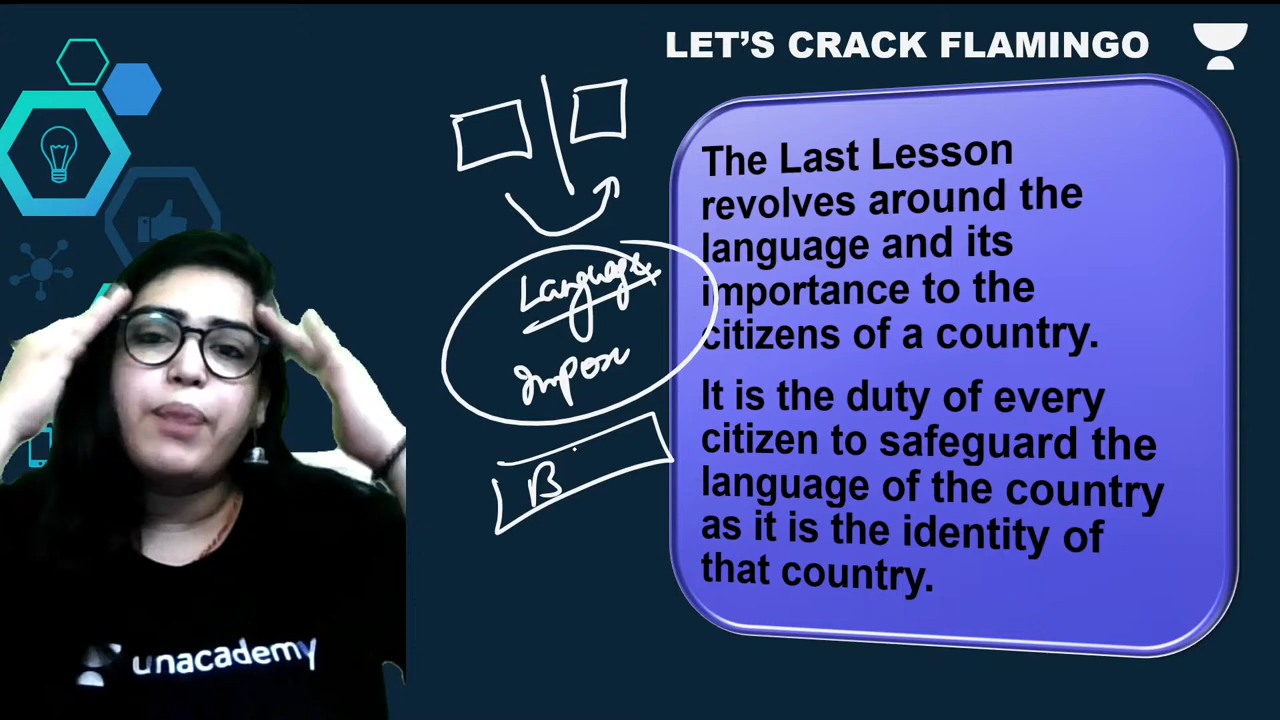 LET'S CRACK FLAMINGO
The Last Lesson
revolves around the
language and its
importance to the
citizens of a country.
It is the duty of every
citizen to safeguard the
language of the country
as it is the identity of
that country.
Language
B
unacademy